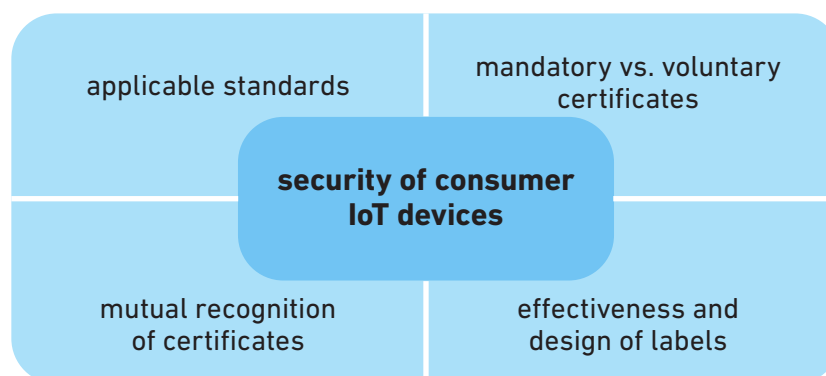 applicable standards
mandatory vs. voluntary
certificates
security of consumer
IoT devices
mutual recognition
of certificates
effectiveness and
design of labels